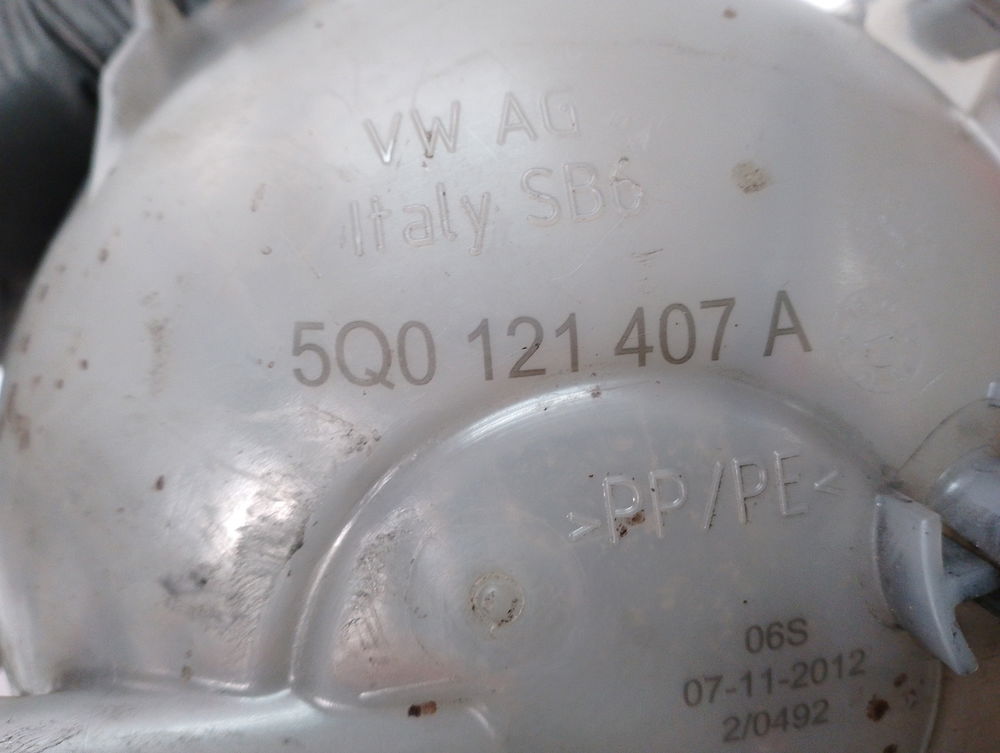 VW AG
Italy SB6
5Q0 121 407 A
>PP/PE<
06S
07-11-2012
2/0492